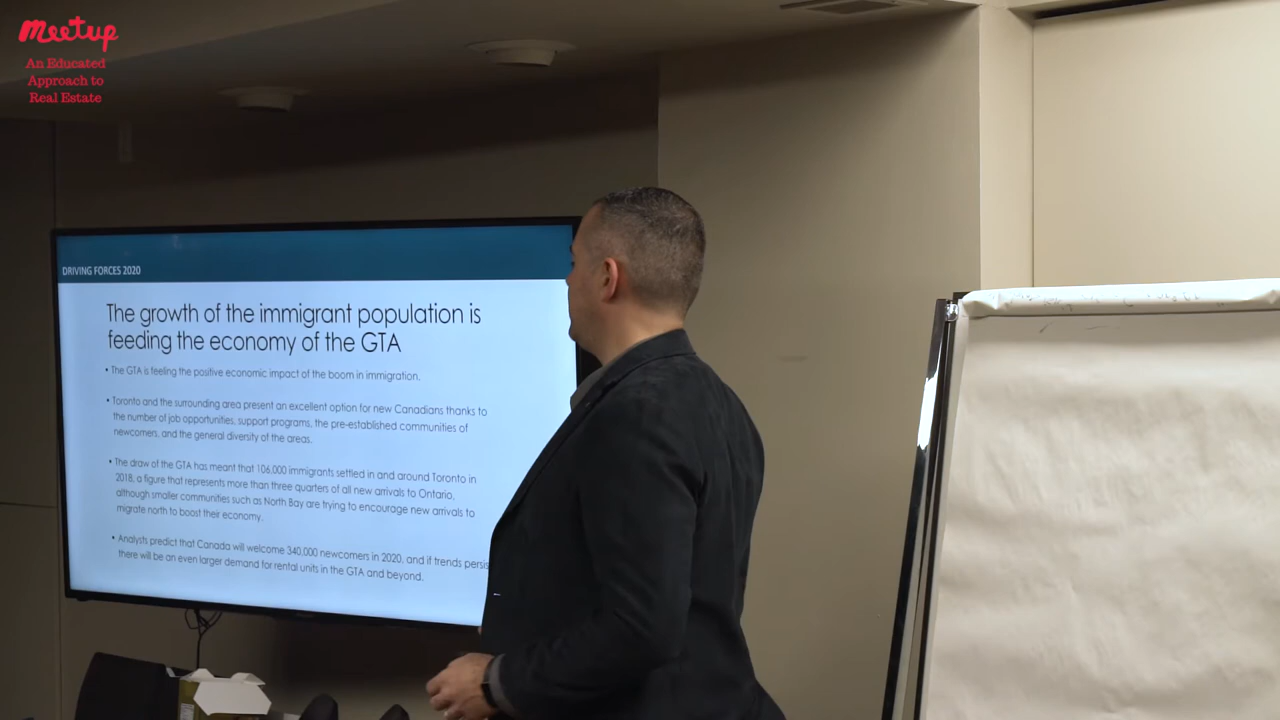 Meetup
An Educated
Approach to
Real Estate
DRIVING FORCES 2020
The growth of the immigrant population is
feeding the economy of the GTA
• The GTA is feeling the positive economic impact of the boom in immigration.
• Toronto and the surrounding area present an excellent option for new Canadians thanks to
the number of job opportunities, support programs, the pre-established communities of
newcomers, and the general diversity of the areas.
• The draw of the GTA has meant that 106,000 immigrants settled in and around Toronto in
2018, a figure that represents more than three quarters of all new arrivals to Ontario,
although smaller communities such as North Bay are trying to encourage new arrivals to
migrate north to boost their economy.
• Analysts predict that Canada will welcome 340,000 newcomers in 2020, and if trends persis
there will be an even larger demand for rental units in the GTA and beyond.